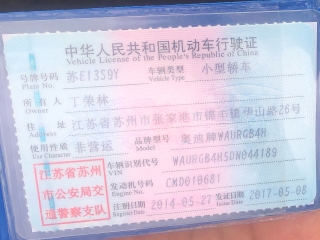 中华人民共和国机动车行驶证
Vehicle License of the People's Republic of China
号牌号码 苏E13S9Y 车辆类型 小型轿车
Plate No. Vehicle Type
所有人 丁荣林
Owner
住址 江苏省苏州市张家港市锦丰镇华山路26号
Address
使用性质 非营运 品牌型号 奥迪牌WAURGB4H
Use Character Model
江苏省苏州市公安局交通警察支队
车辆识别代号 WAURGB4H5DN044189
VIN
发动机号码 CMD010681
Engine No.
注册日期 2014-05-27 发证日期 2017-05-08
Register Date Issue Date